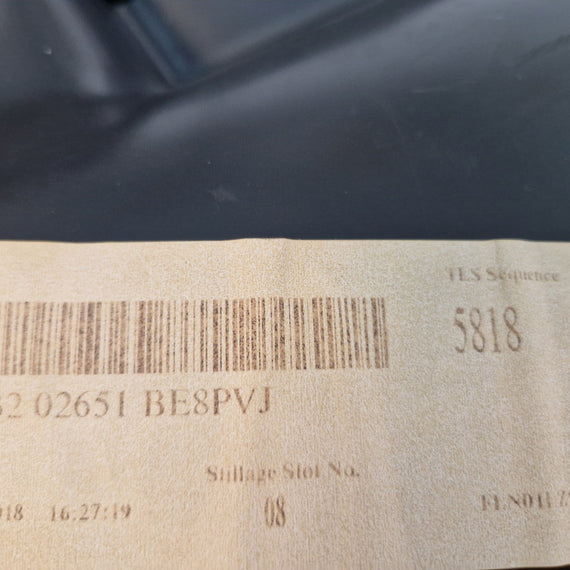 TES Sequence
5818
02651 BE8PVJ
Stillage Slot No.
16:27:19 08